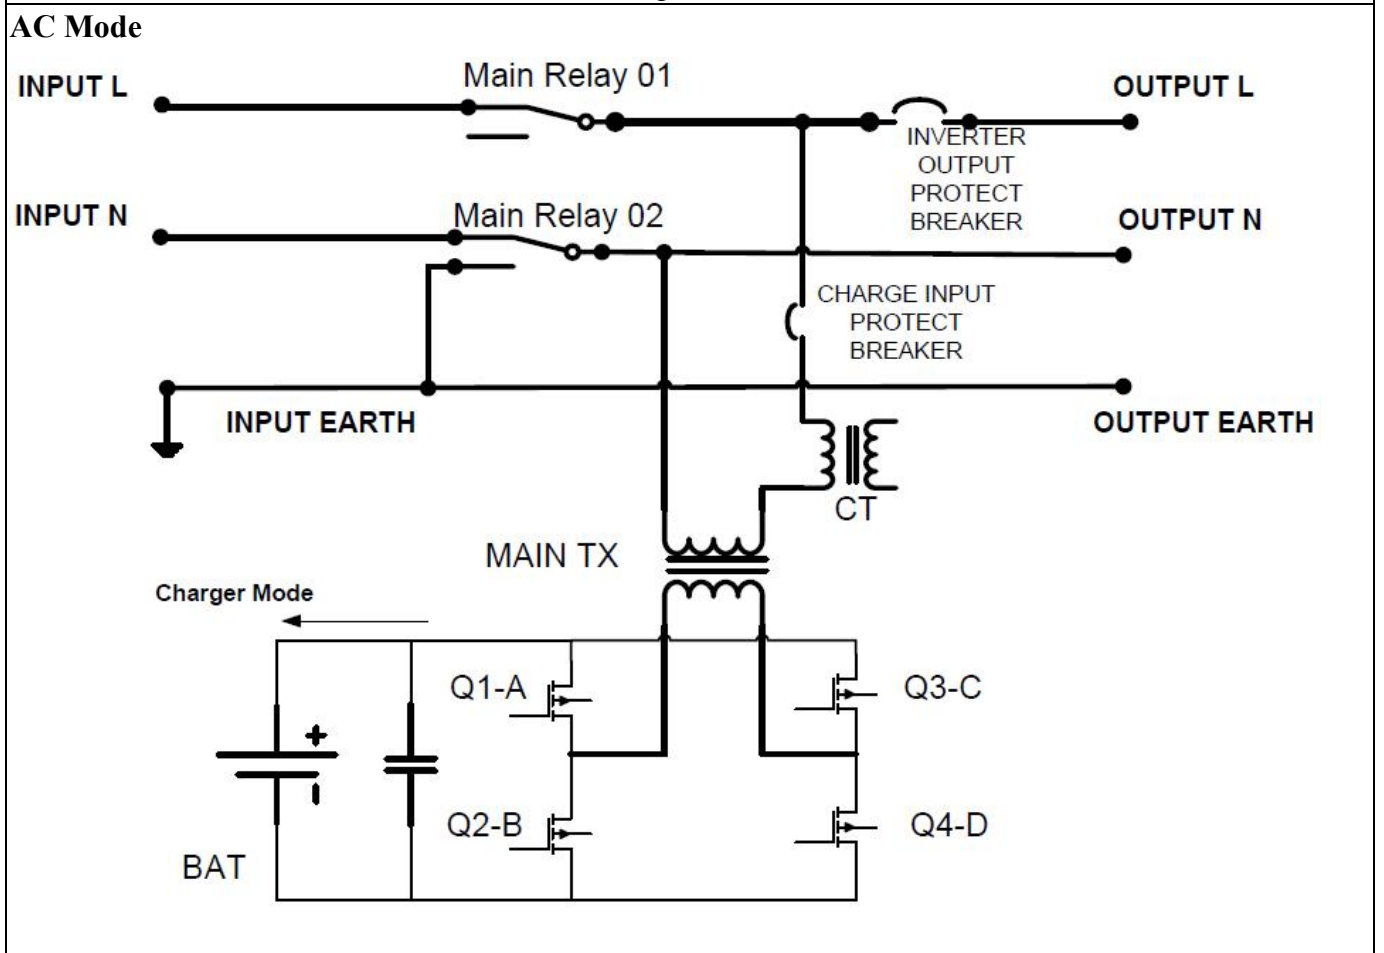 AC Mode
INPUT L
Main Relay 01
OUTPUT L
INVERTER
OUTPUT
PROTECT
BREAKER
INPUT N
Main Relay 02
OUTPUT N
CHARGE INPUT
PROTECT
BREAKER
INPUT EARTH
OUTPUT EARTH
CT
MAIN TX
Charger Mode
Q1-A
Q3-C
+
-
Q2-B
Q4-D
BAT